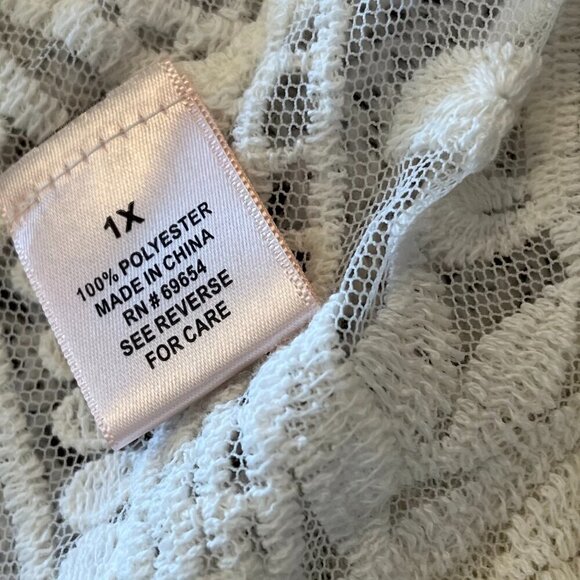 1X
100% POLYESTER
MADE IN CHINA
RN # 69654
SEE REVERSE
FOR CARE